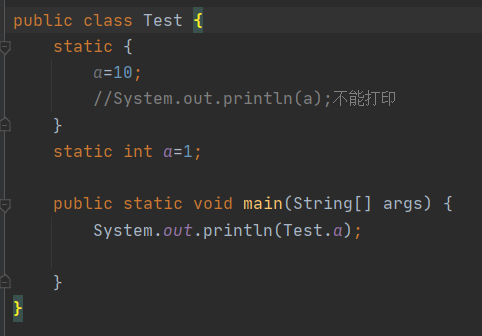 public class Test {
static {
a=10;
//System.out.println(a);不能打印
}
static int a=1;
public static void main(String[] args) {
System.out.println(Test.a);
}
}